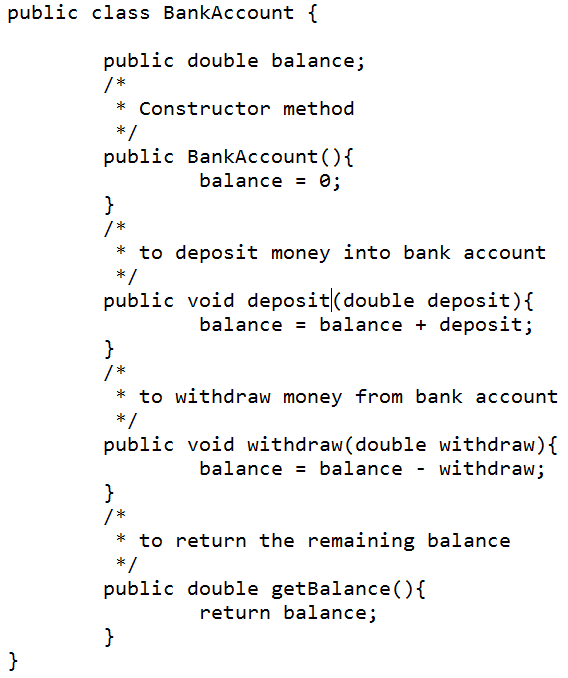 public class BankAccount {
public double balance;
/*
* Constructor method
*/
public BankAccount(){
balance = 0;
}
/*
* to deposit money into bank account
*/
public void deposit(double deposit){
balance = balance + deposit;
}
/*
* to withdraw money from bank account
*/
public void withdraw(double withdraw){
balance = balance - withdraw;
}
/*
* to return the remaining balance
*/
public double getBalance(){
return balance;
}
}